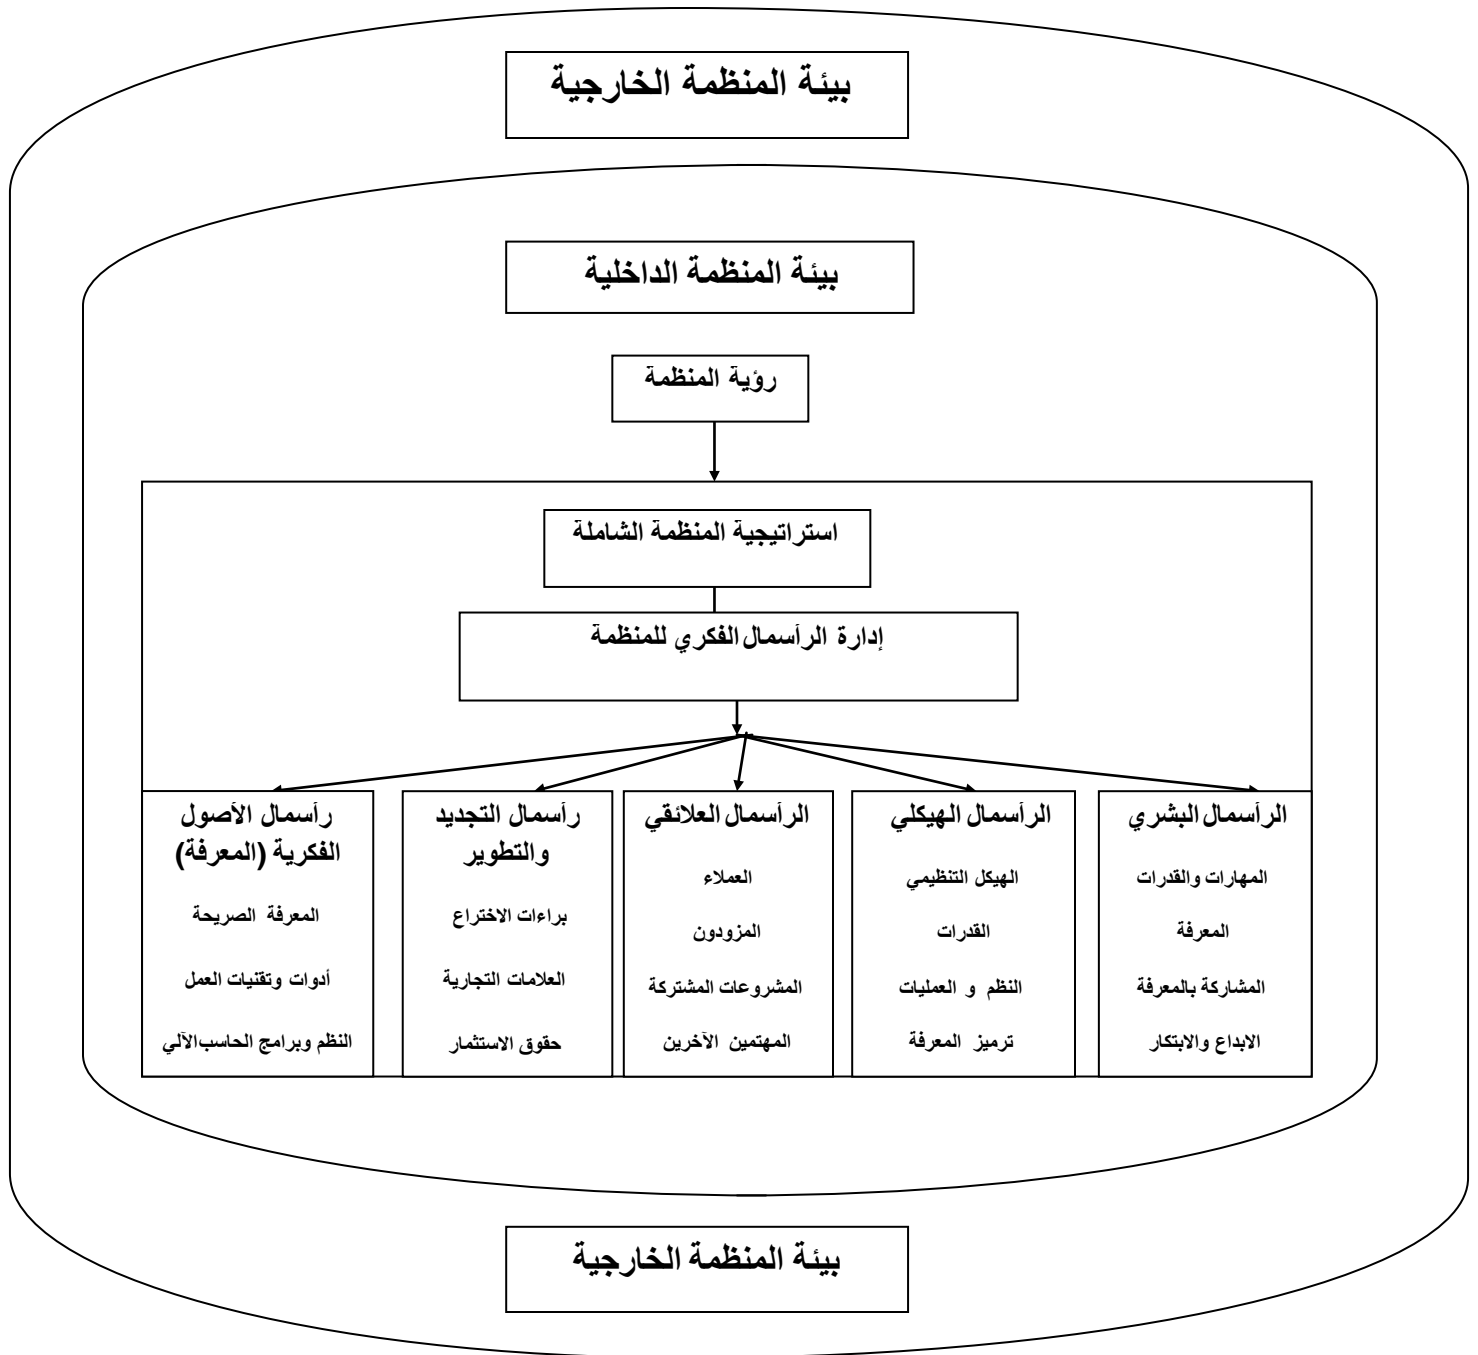 بيئة المنظمة الخارجية
بيئة المنظمة الداخلية
رؤية المنظمة
استراتيجية المنظمة الشاملة
إدارة الرأسمال الفكري للمنظمة
الرأسمال البشري
المهارات والقدرات
المعرفة
المشاركة بالمعرفة
الابداع والابتكار
الرأسمال الهيكلي
الهيكل التنظيمي
القدرات
النظم و العمليات
ترميز المعرفة
الرأسمال العلائقي
العملاء
المزودون
المشروعات المشتركة
المهتمين الآخرين
رأسمال التجديد
والتطوير
براءات الاختراع
العلامات التجارية
حقوق الاستثمار
رأسمال الأصول
الفكرية (المعرفة)
المعرفة الصريحة
أدوات وتقنيات العمل
النظم وبرامج الحاسب الآلي
بيئة المنظمة الخارجية